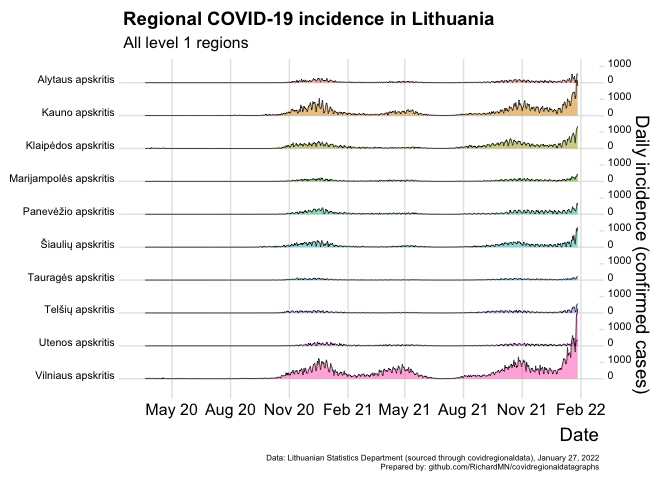 Regional COVID-19 incidence in Lithuania
All level 1 regions
Alytaus apskritis
1000
0
Kauno apskritis
1000
0
Klaipėdos apskritis
1000
0
Marijampolės apskritis
1000
0
Panevėžio apskritis
1000
0
Šiaulių apskritis
1000
0
Tauragės apskritis
1000
0
Telšių apskritis
1000
0
Utenos apskritis
1000
0
Vilniaus apskritis
1000
0
Daily incidence (confirmed cases)
May 20 Aug 20 Nov 20 Feb 21 May 21 Aug 21 Nov 21 Feb 22
Date
Data: Lithuanian Statistics Department (sourced through covidregionaldata), January 27, 2022
Prepared by: github.com/RichardMN/covidregionaldatagraphs